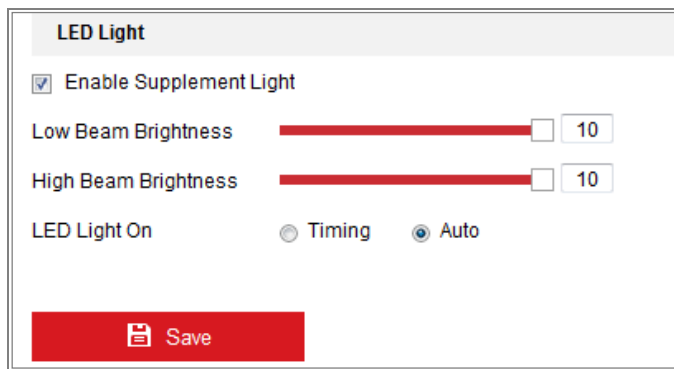 LED Light
Enable Supplement Light
Low Beam Brightness 10
High Beam Brightness 10
LED Light On Timing Auto
Save